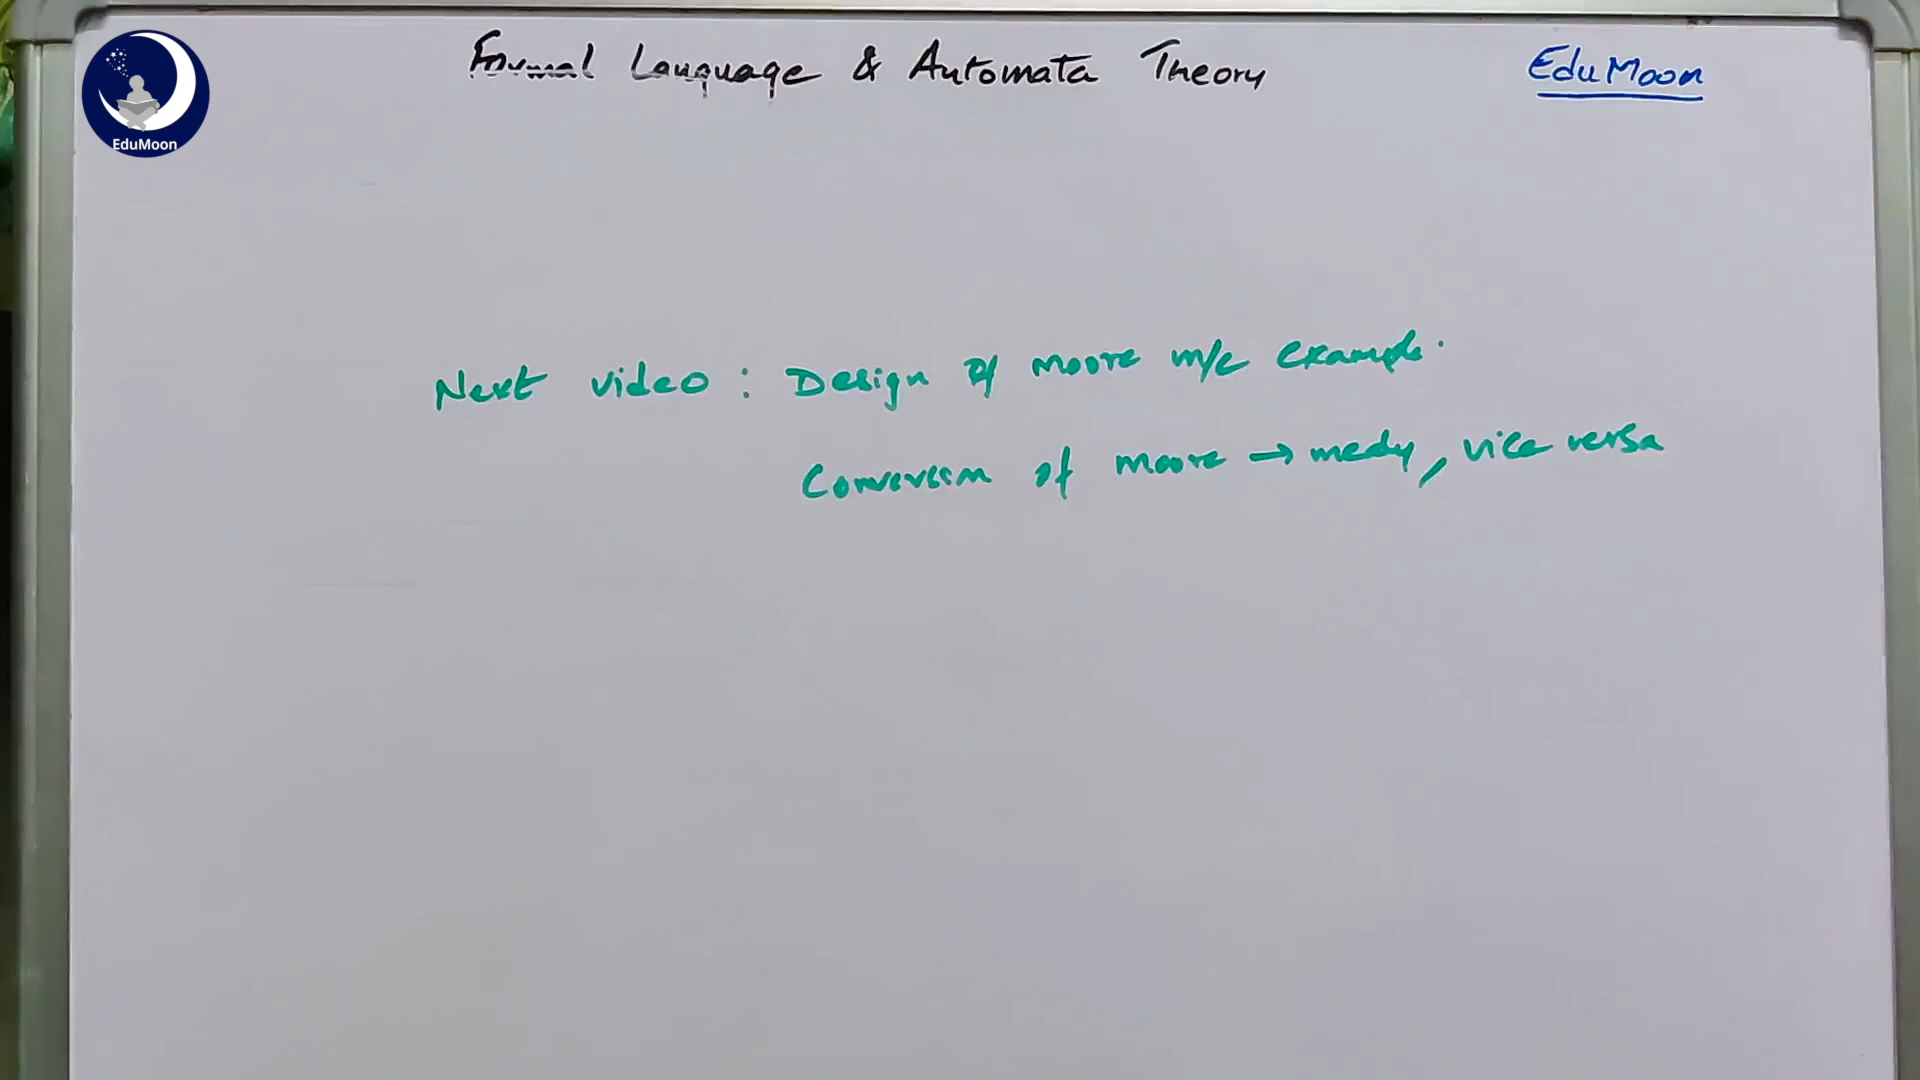 Formal Language & Automata Theory
EduMoon
EduMoon
Next video : Design of moore m/c example.
Conversion of moore → mealy, vice versa